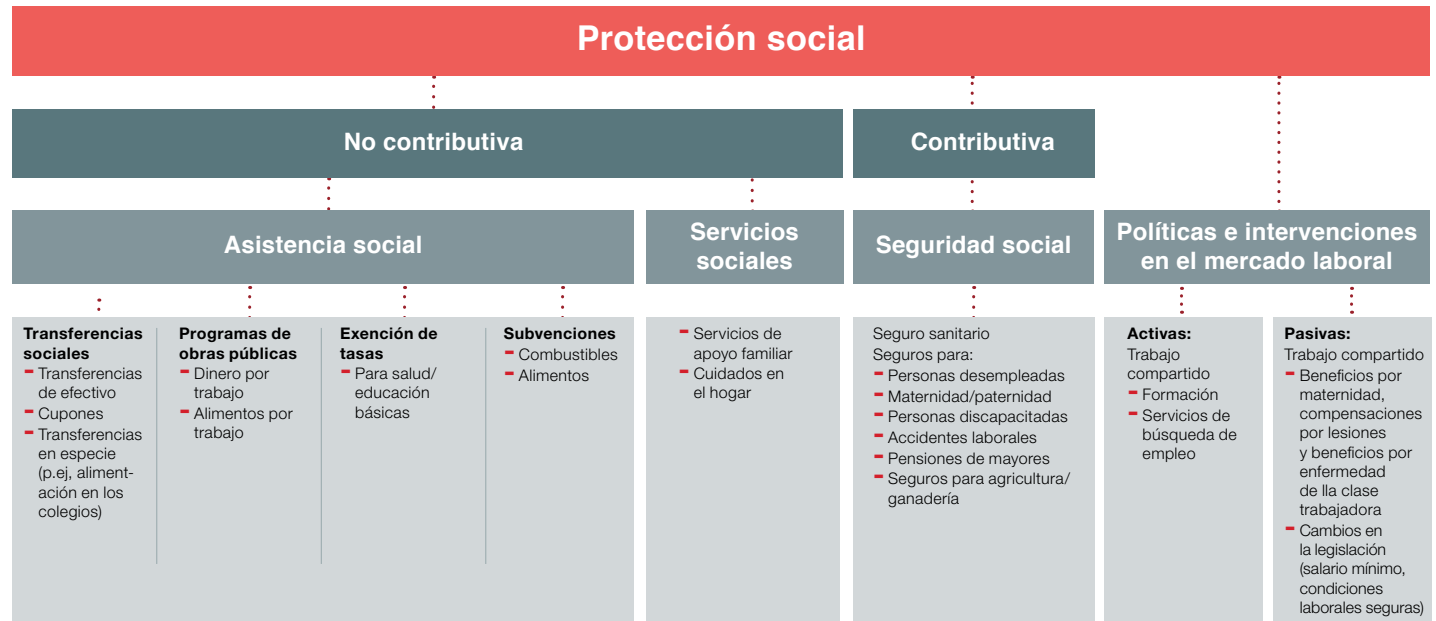 Protección social
No contributiva
Contributiva
Asistencia social
Servicios
sociales
Seguridad social
Políticas e intervenciones
en el mercado laboral
Transferencias
sociales
- Transferencias
de efectivo
- Cupones
- Transferencias
en especie
(p.ej, aliment-
ación en los
colegios)
Programas de
obras públicas
- Dinero por
trabajo
- Alimentos por
trabajo
Exención de
tasas
- Para salud/
educación
básicas
Subvenciones
- Combustibles
- Alimentos
- Servicios de
apoyo familiar
- Cuidados en
el hogar
Seguro sanitario
Seguros para:
- Personas desempleadas
- Maternidad/paternidad
- Personas discapacitadas
- Accidentes laborales
- Pensiones de mayores
- Seguros para agricultura/
ganadería
Activas:
Trabajo
compartido
- Formación
- Servicios de
búsqueda de
empleo
Pasivas:
Trabajo compartido
- Beneficios por
maternidad,
compensaciones
por lesiones
y beneficios por
enfermedad
de lla clase
trabajadora
- Cambios en
la legislación
(salario mínimo,
condiciones
laborales seguras)